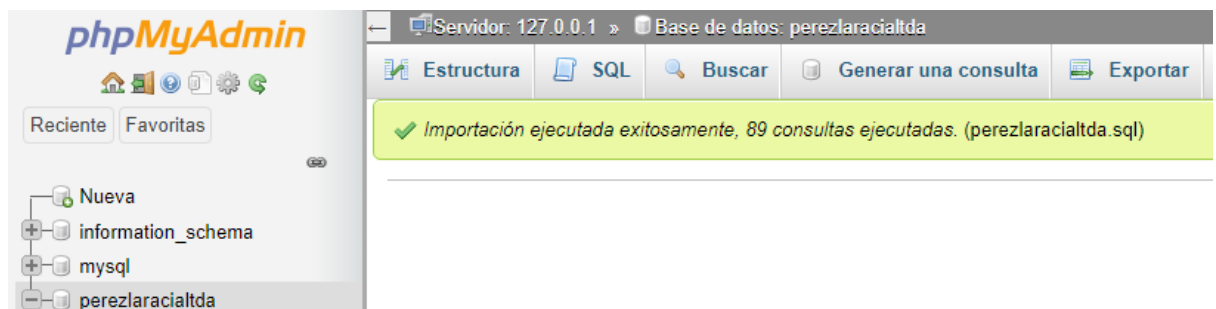 phpMyAdmin
Reciente Favoritas
Nueva
information_schema
mysql
perezlaracialtda
Servidor: 127.0.0.1 » Base de datos: perezlaracialtda
Estructura SQL Buscar Generar una consulta Exportar
Importación ejecutada exitosamente, 89 consultas ejecutadas. (perezlaracialtda.sql)